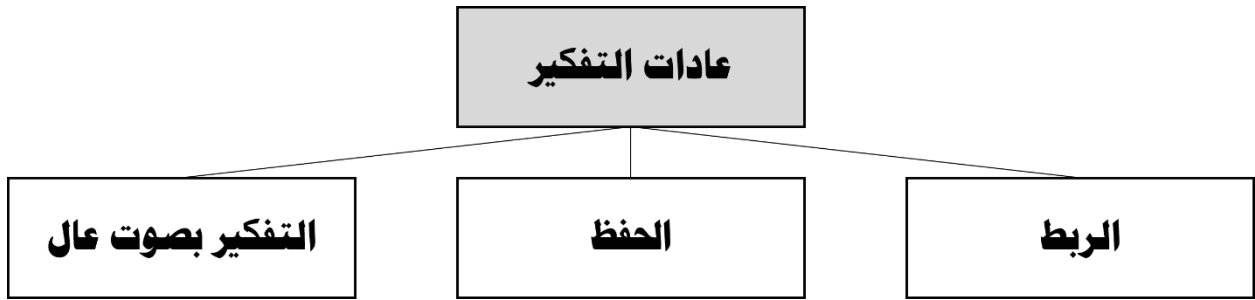 عادات التفكير
الربط
الحفظ
التفكير بصوت عال